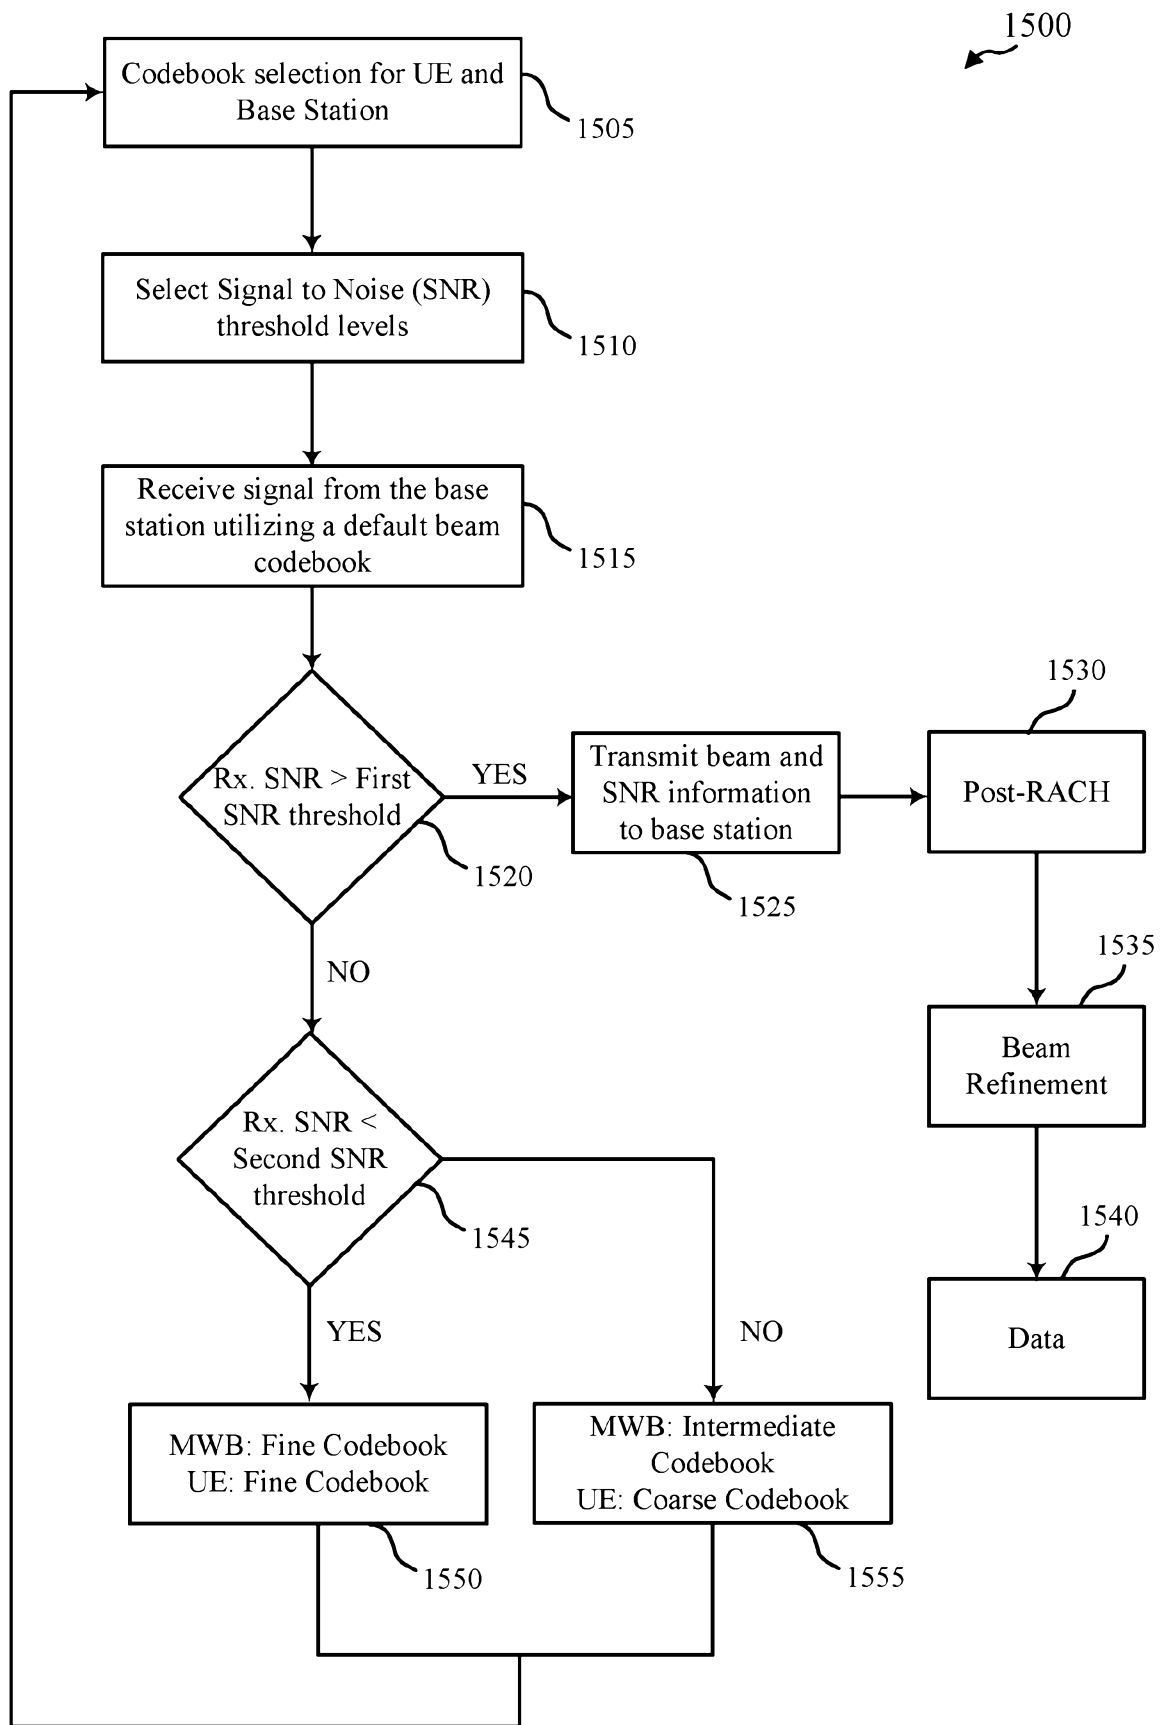 1500
Codebook selection for UE and
Base Station
1505
Select Signal to Noise (SNR)
threshold levels
1510
Receive signal from the base
station utilizing a default beam
codebook
1515
Rx. SNR > First
SNR threshold
1520
YES
Transmit beam and
SNR information
to base station
1525
1530
Post-RACH
NO
1535
Beam
Refinement
Rx. SNR <
Second SNR
threshold
1545
1540
Data
YES
NO
MWB: Fine Codebook
UE: Fine Codebook
1550
MWB: Intermediate
Codebook
UE: Coarse Codebook
1555